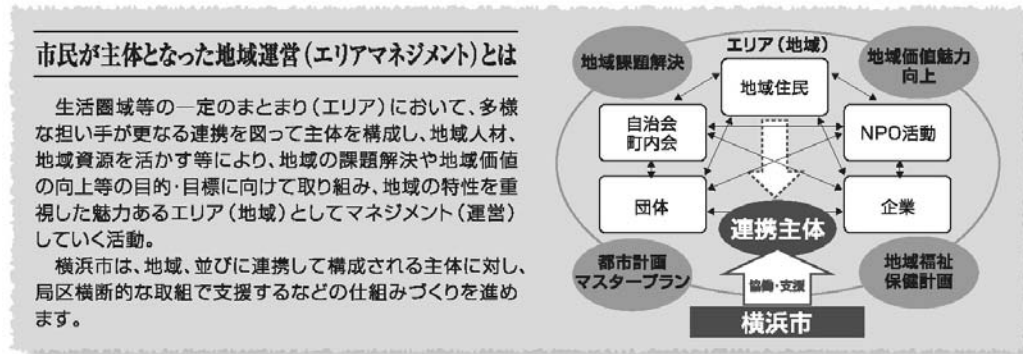 市民が主体となった地域運営(エリアマネジメント)とは
　生活圏域等の一定のまとまり(エリア)において、多様
な担い手が更なる連携を図って主体を構成し、地域人材、
地域資源を活かす等により、地域の課題解決や地域価値
の向上等の目的・目標に向けて取り組み、地域の特性を重
視した魅力あるエリア(地域)としてマネジメント(運営)
していく活動。
　横浜市は、地域、並びに連携して構成される主体に対し、
局区横断的な取組で支援するなどの仕組みづくりを進め
ます。
エリア(地域)
地域課題解決
地域価値魅力
向上
地域住民
自治会
町内会
NPO活動
団体
企業
連携主体
都市計画
マスタープラン
地域福祉
保健計画
協働・支援
横浜市